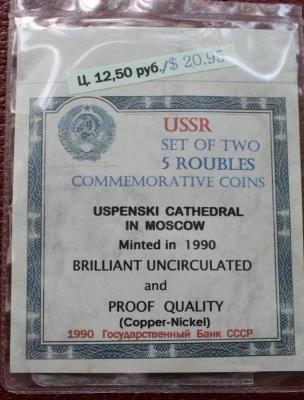 Ц. 12,50 руб./$ 20.95
USSR
SET OF TWO
5 ROUBLES
COMMEMORATIVE COINS
USPENSKI CATHEDRAL
IN MOSCOW
Minted in 1990
BRILLIANT UNCIRCULATED
and
PROOF QUALITY
(Copper-Nickel)
1990 Государственный Банк СССР